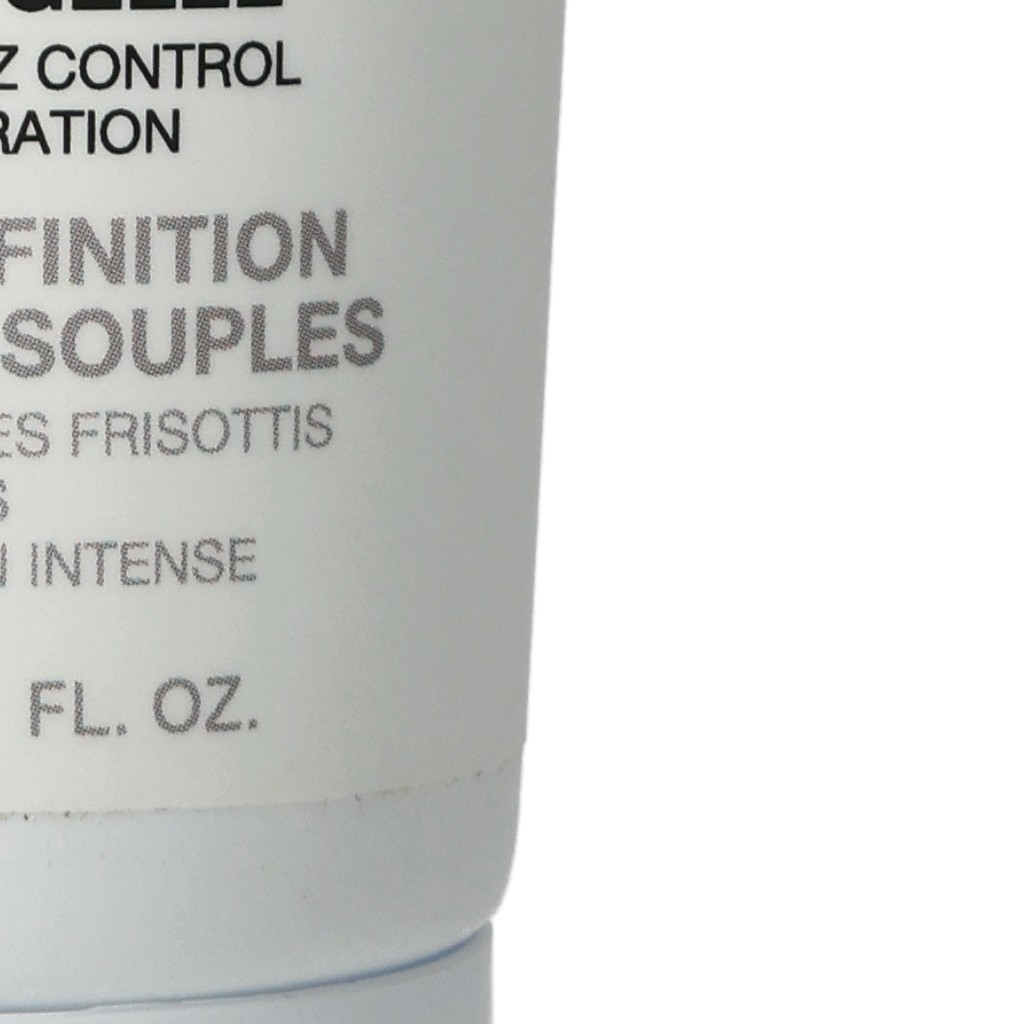 Z CONTROL
RATION
FINITION
SOUPLES
ES FRISOTTIS
S
INTENSE
FL. OZ.